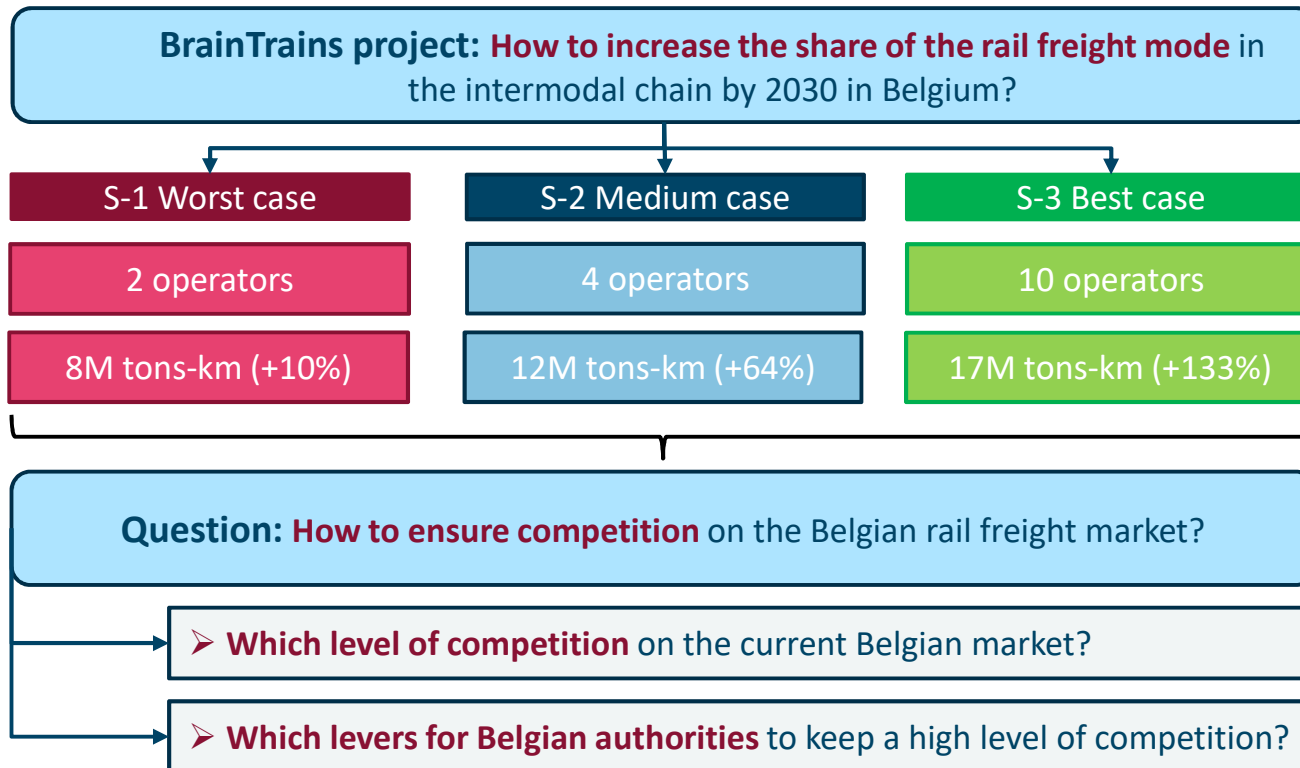 BrainTrains project: How to increase the share of the rail freight mode in
the intermodal chain by 2030 in Belgium?
S-1 Worst case
S-2 Medium case
S-3 Best case
2 operators
4 operators
10 operators
8M tons-km (+10%)
12M tons-km (+64%)
17M tons-km (+133%)
Question: How to ensure competition on the Belgian rail freight market?
➢ Which level of competition on the current Belgian market?
➢ Which levers for Belgian authorities to keep a high level of competition?